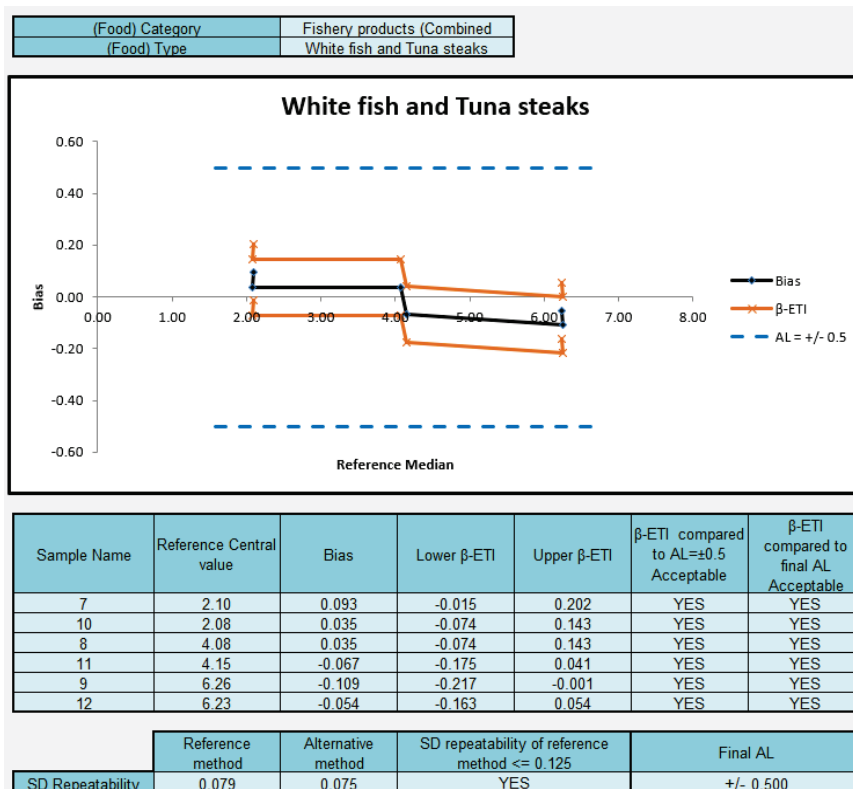 (Food) Category Fishery products (Combined
(Food) Type White fish and Tuna steaks
White fish and Tuna steaks
0.60
0.40
0.20
0.00
-0.20
-0.40
-0.60
Bias
0.00 1.00 2.00 3.00 4.00 5.00 6.00 7.00 8.00
Reference Median
Bias
β-ETI
AL = +/- 0.5
Sample Name Reference Central value Bias Lower β-ETI Upper β-ETI β-ETI compared to AL=±0.5 Acceptable β-ETI compared to final AL Acceptable
7 2.10 0.093 -0.015 0.202 YES YES
10 2.08 0.035 -0.074 0.143 YES YES
8 4.08 0.035 -0.074 0.143 YES YES
11 4.15 -0.067 -0.175 0.041 YES YES
9 6.26 -0.109 -0.217 -0.001 YES YES
12 6.23 -0.054 -0.163 0.054 YES YES
Reference method Alternative method SD repeatability of reference method <= 0.125 Final AL
SD Repeatability 0.079 0.075 YES +/- 0.500